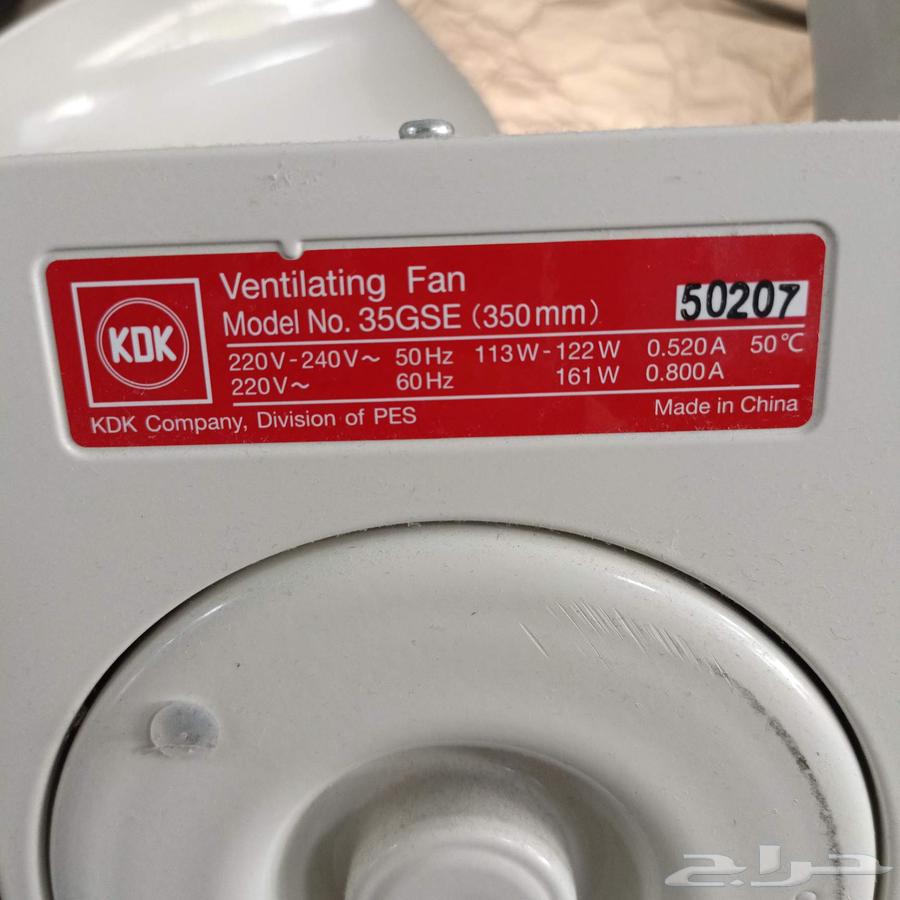 KDK
Ventilating Fan
Model No. 35GSE (350mm)
50207
220V-240V~ 50Hz 113W-122W 0.520A 50℃
220V~ 60Hz 161W 0.800A
KDK Company, Division of PES
Made in China
حراج